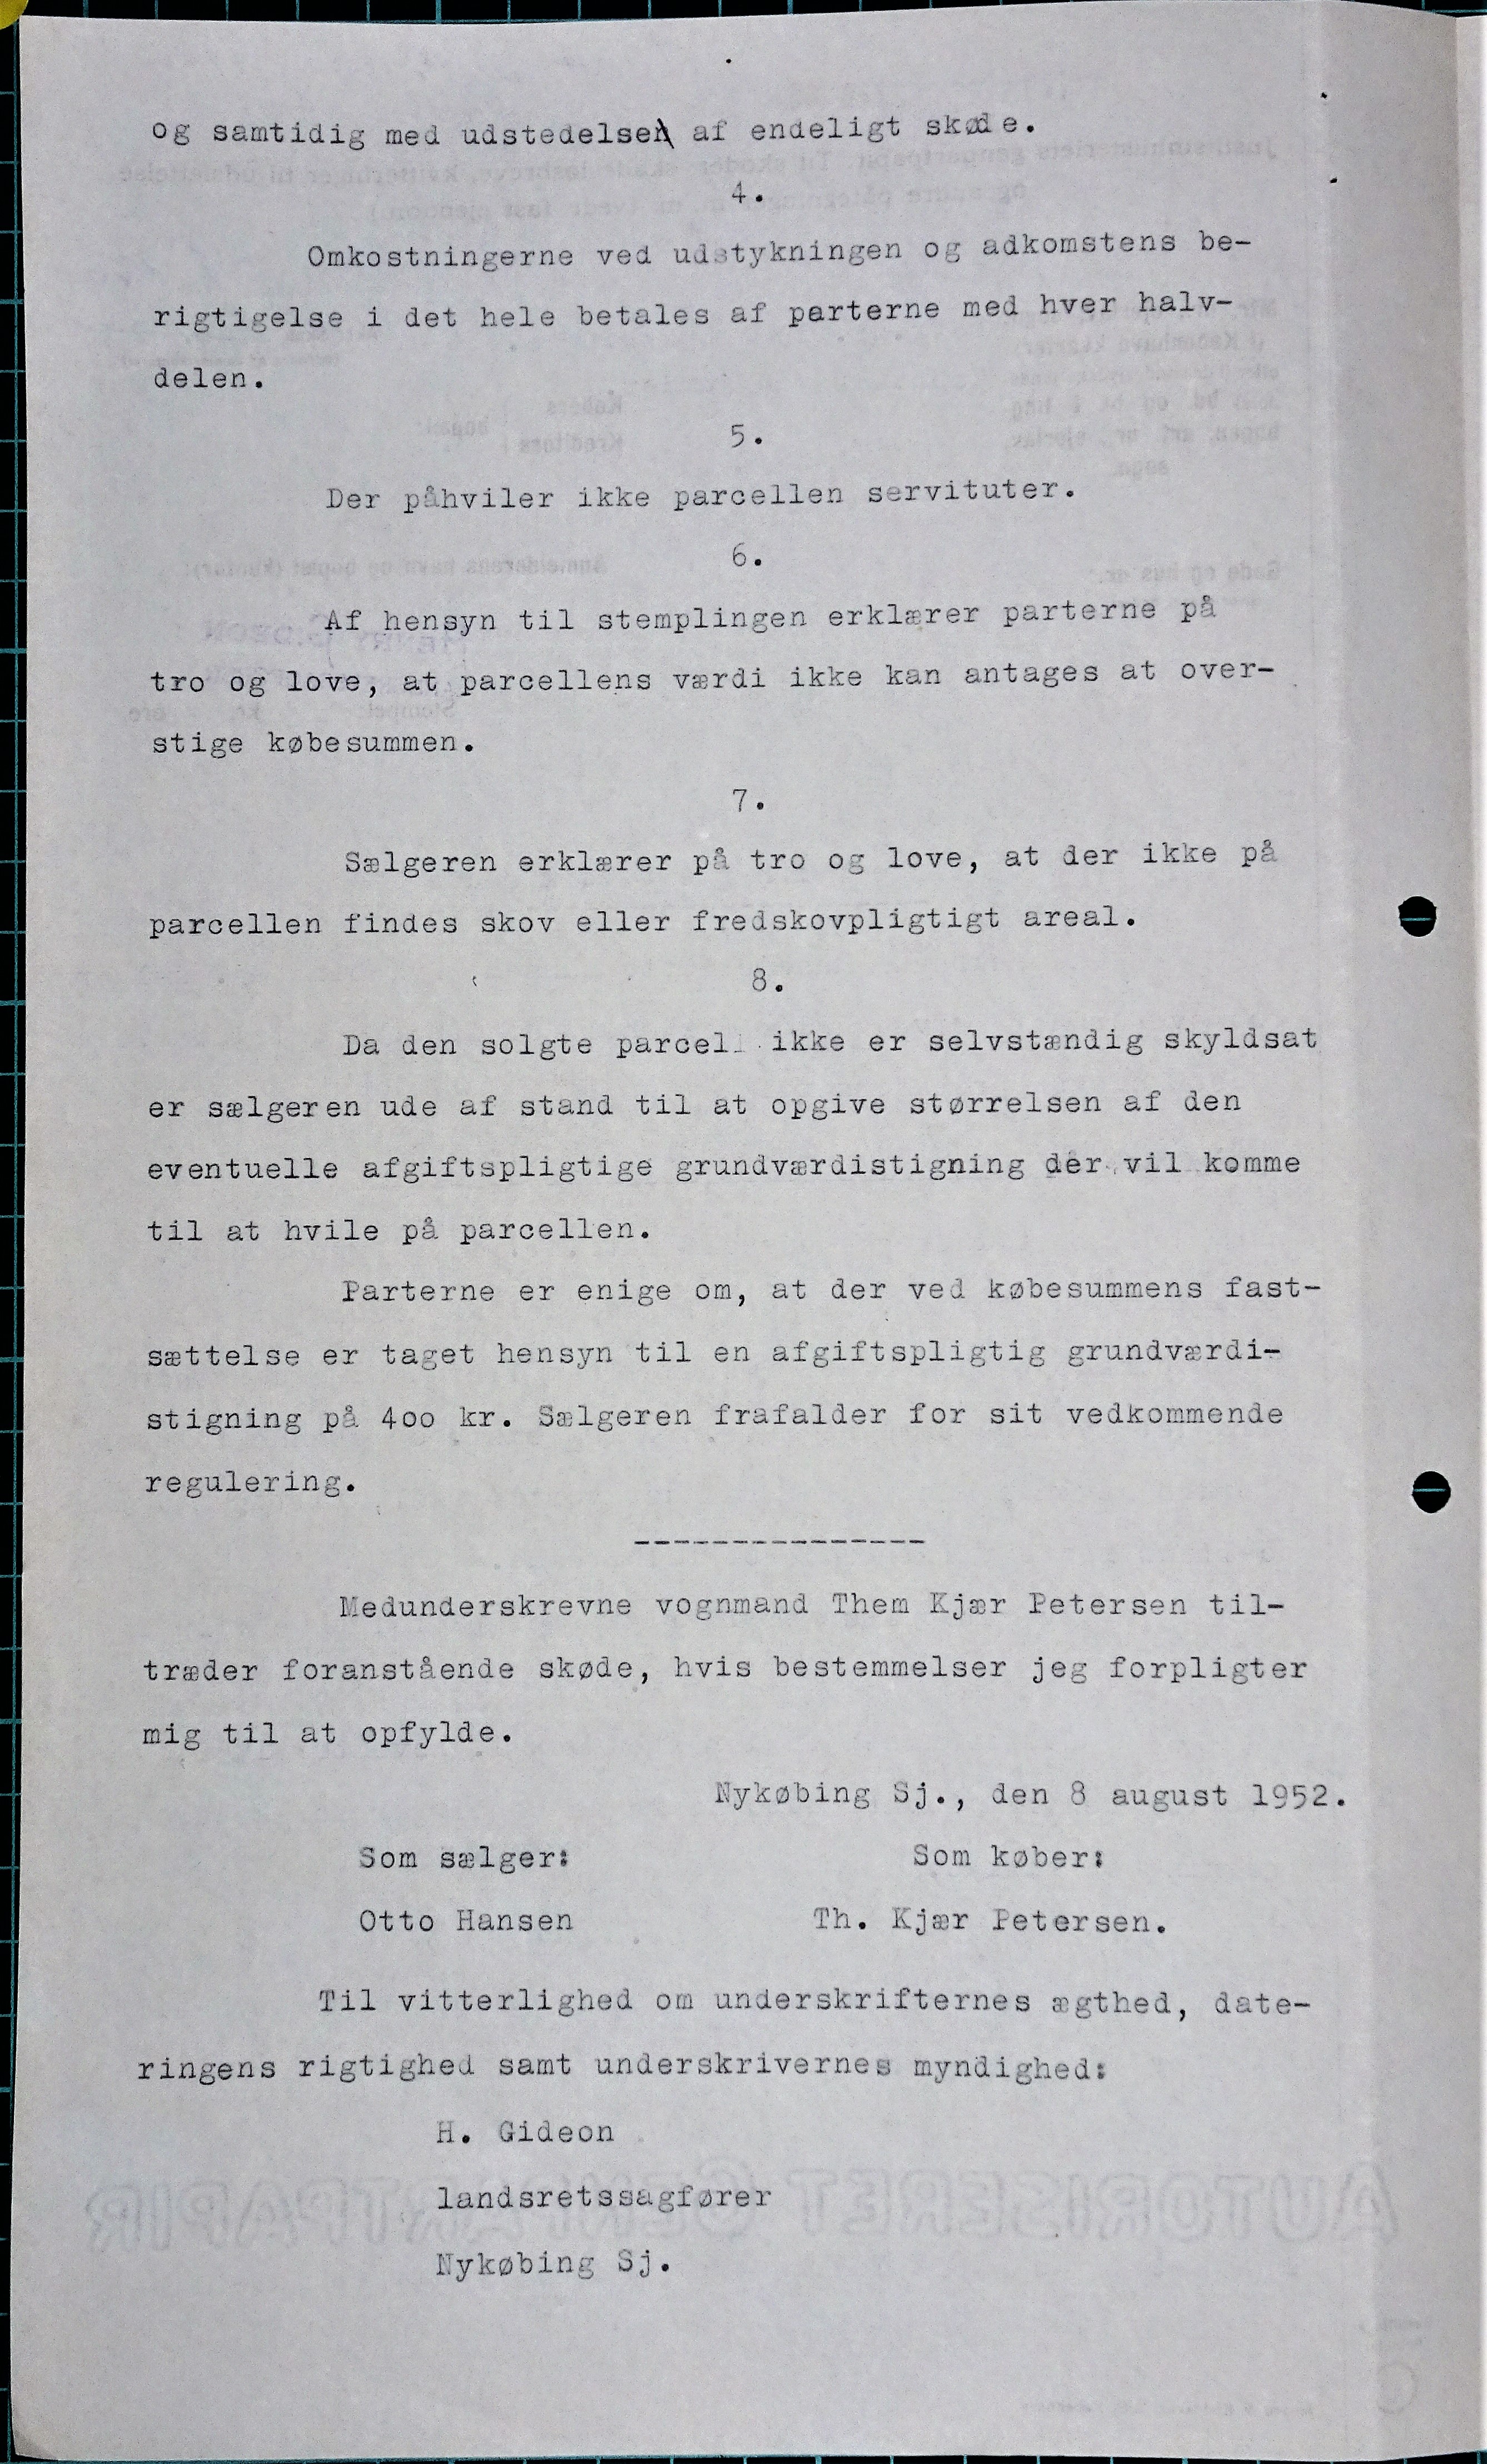 og samtidig med udstedelsen af endeligt skøde.
4.
Omkostningerne ved udstykningen og adkomstens be-
rigtigelse i det hele betales af parterne med hver halv-
delen.
5.
Der påhviler ikke parcellen servituter.
6.
Af hensyn til stemplingen erklærer parterne på
tro og love, at parcellens værdi ikke kan antages at over-
stige købesummen.
7.
Sælgeren erklærer på tro og love, at der ikke på
parcellen findes skov eller fredskovpligtigt areal.
8.
Da den solgte parcel ikke er selvstændig skyldsat
er sælgeren ude af stand til at opgive størrelsen af den
eventuelle afgiftspligtige grundværdistigning der vil komme
til at hvile på parcellen.
Parterne er enige om, at der ved købesummens fast-
sættelse er taget hensyn til en afgiftspligtig grundværdi-
stigning på 4oo kr. Sælgeren frafalder for sit vedkommende
regulering.
---------------
Medunderskrevne vognmand Them Kjær Petersen til-
træder foranstående skøde, hvis bestemmelser jeg forpligter
mig til at opfylde.
Nykøbing Sj., den 8 august 1952.
Som sælger: Som køber:
Otto Hansen Th. Kjær Petersen.
Til vitterlighed om underskrifternes ægthed, date-
ringens rigtighed samt underskrivernes myndighed:
H. Gideon
landsretssagfører
AUTORISERET GENPARTPAPIR
Nykøbing Sj.